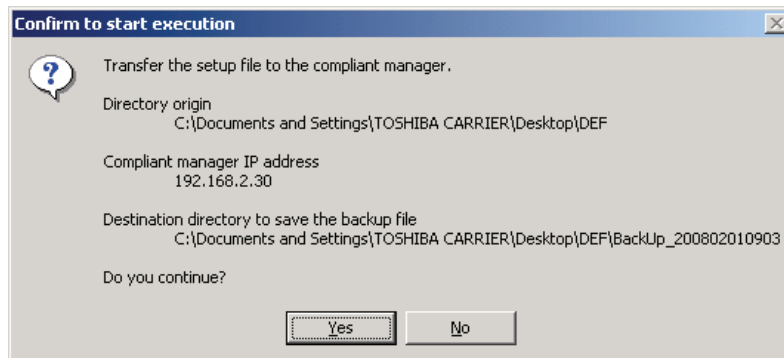 Confirm to start execution
Transfer the setup file to the compliant manager.
Directory origin
C:\Documents and Settings\TOSHIBA CARRIER\Desktop\DEF
Compliant manager IP address
192.168.2.30
Destination directory to save the backup file
C:\Documents and Settings\TOSHIBA CARRIER\Desktop\DEF\BackUp_200802010903
Do you continue?
Yes
No